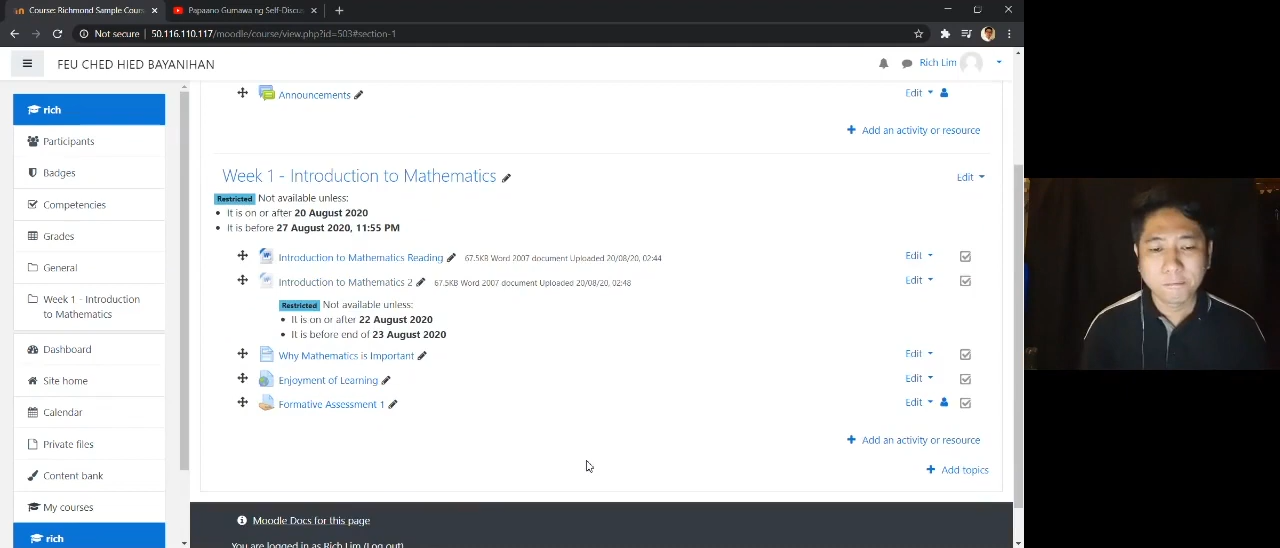 Course: Richmond Sample Cours
Papaano Gumawa ng Self-Discus
Not secure | 50.116.110.117/moodle/course/view.php?id=503#section-1
FEU CHED HIED BAYANIHAN
Rich Lim
rich
Participants
Badges
Competencies
Grades
General
Week 1 - Introduction
to Mathematics
Dashboard
Site home
Calendar
Private files
Content bank
My courses
rich
Announcements
Edit
+ Add an activity or resource
Week 1 - Introduction to Mathematics
Edit
Restricted Not available unless:
• It is on or after 20 August 2020
• It is before 27 August 2020, 11:55 PM
Introduction to Mathematics Reading 67.5KB Word 2007 document Uploaded 20/08/20, 02:44
Edit
Introduction to Mathematics 2 67.5KB Word 2007 document Uploaded 20/08/20, 02:48
Edit
Restricted Not available unless:
• It is on or after 22 August 2020
• It is before end of 23 August 2020
Why Mathematics is Important
Edit
Enjoyment of Learning
Edit
Formative Assessment 1
Edit
+ Add an activity or resource
+ Add topics
Moodle Docs for this page
You are logged in as Rich Lim (Log out)